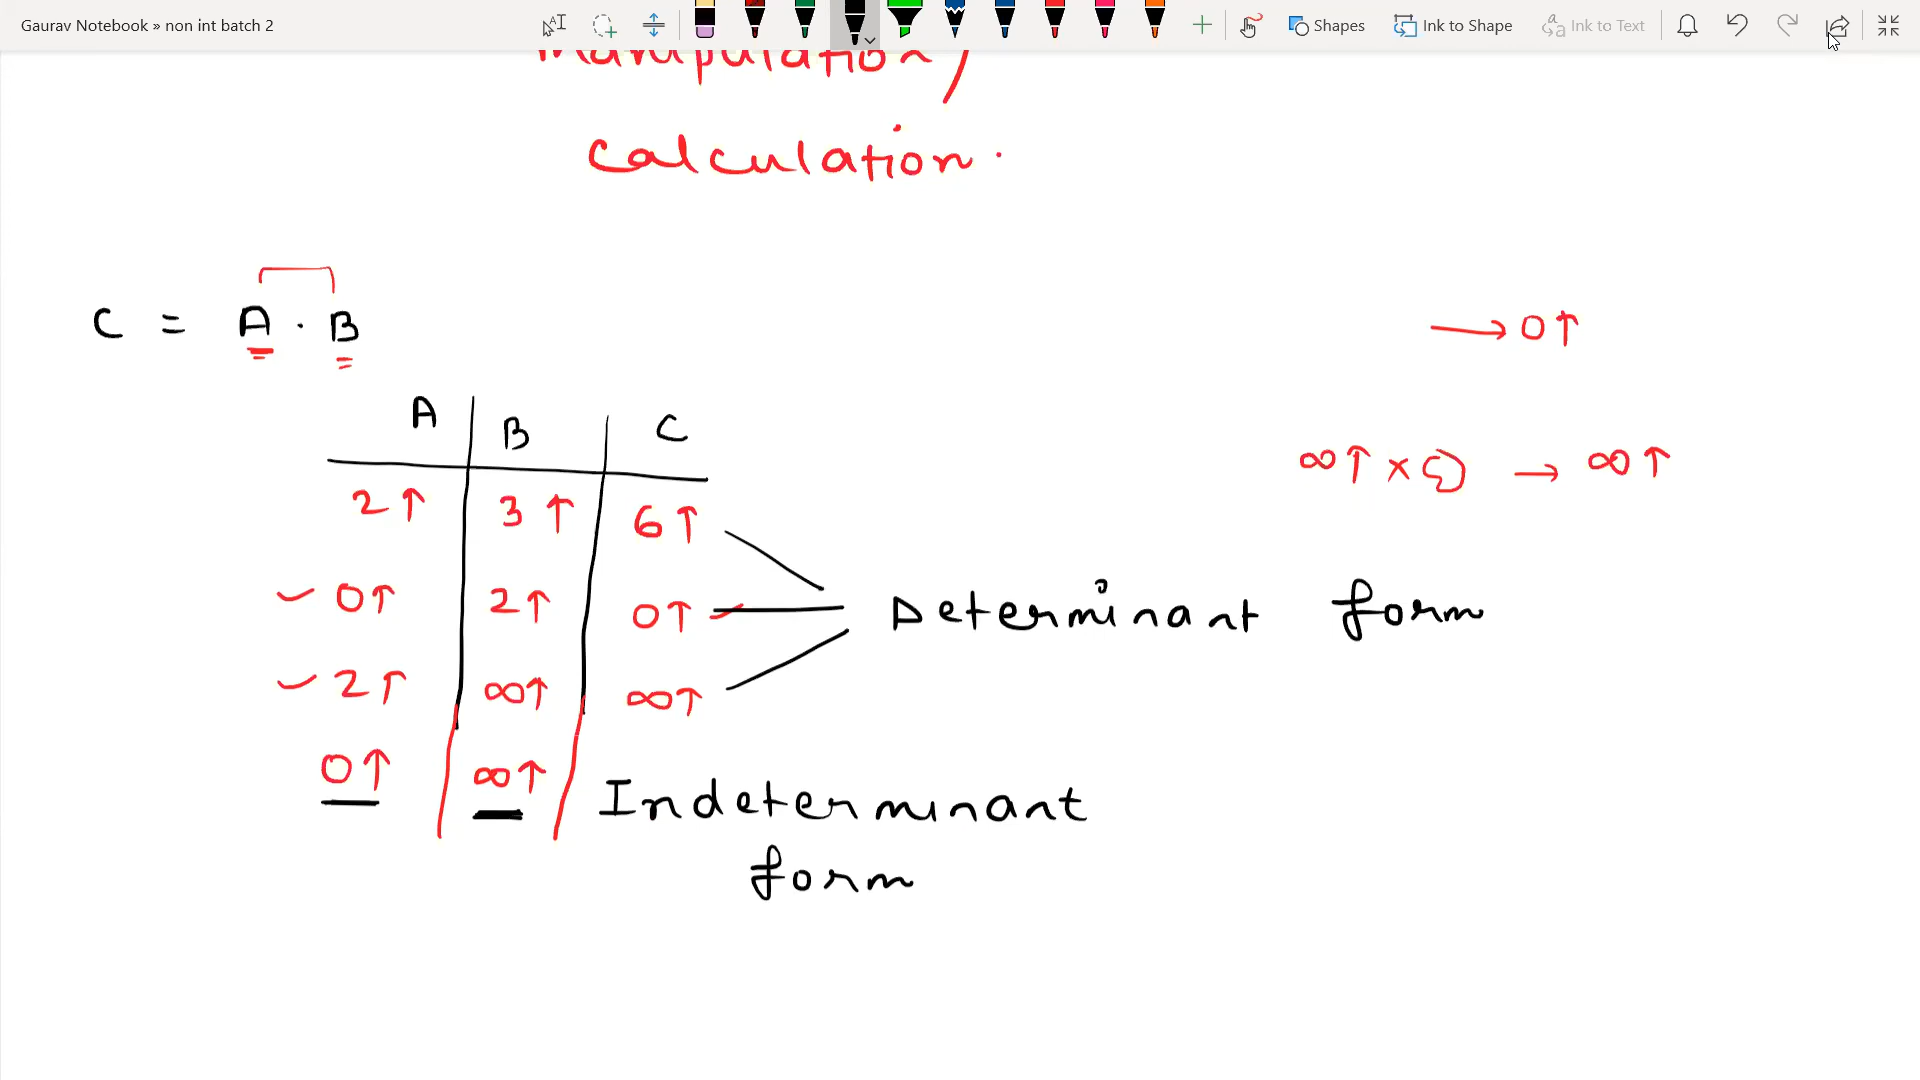 Gaurav Notebook » non int batch 2
Shapes
Ink to Shape
Ink to Text
manipulation /
calculation.
C = A . B
→ 0↑
A B C
∞↑ × → ∞↑
2↑ 3↑ 6↑
0↑ 2↑ 0↑ Determinant form
2↑ ∞↑ ∞↑
0↑ ∞↑ Indeterminant
form